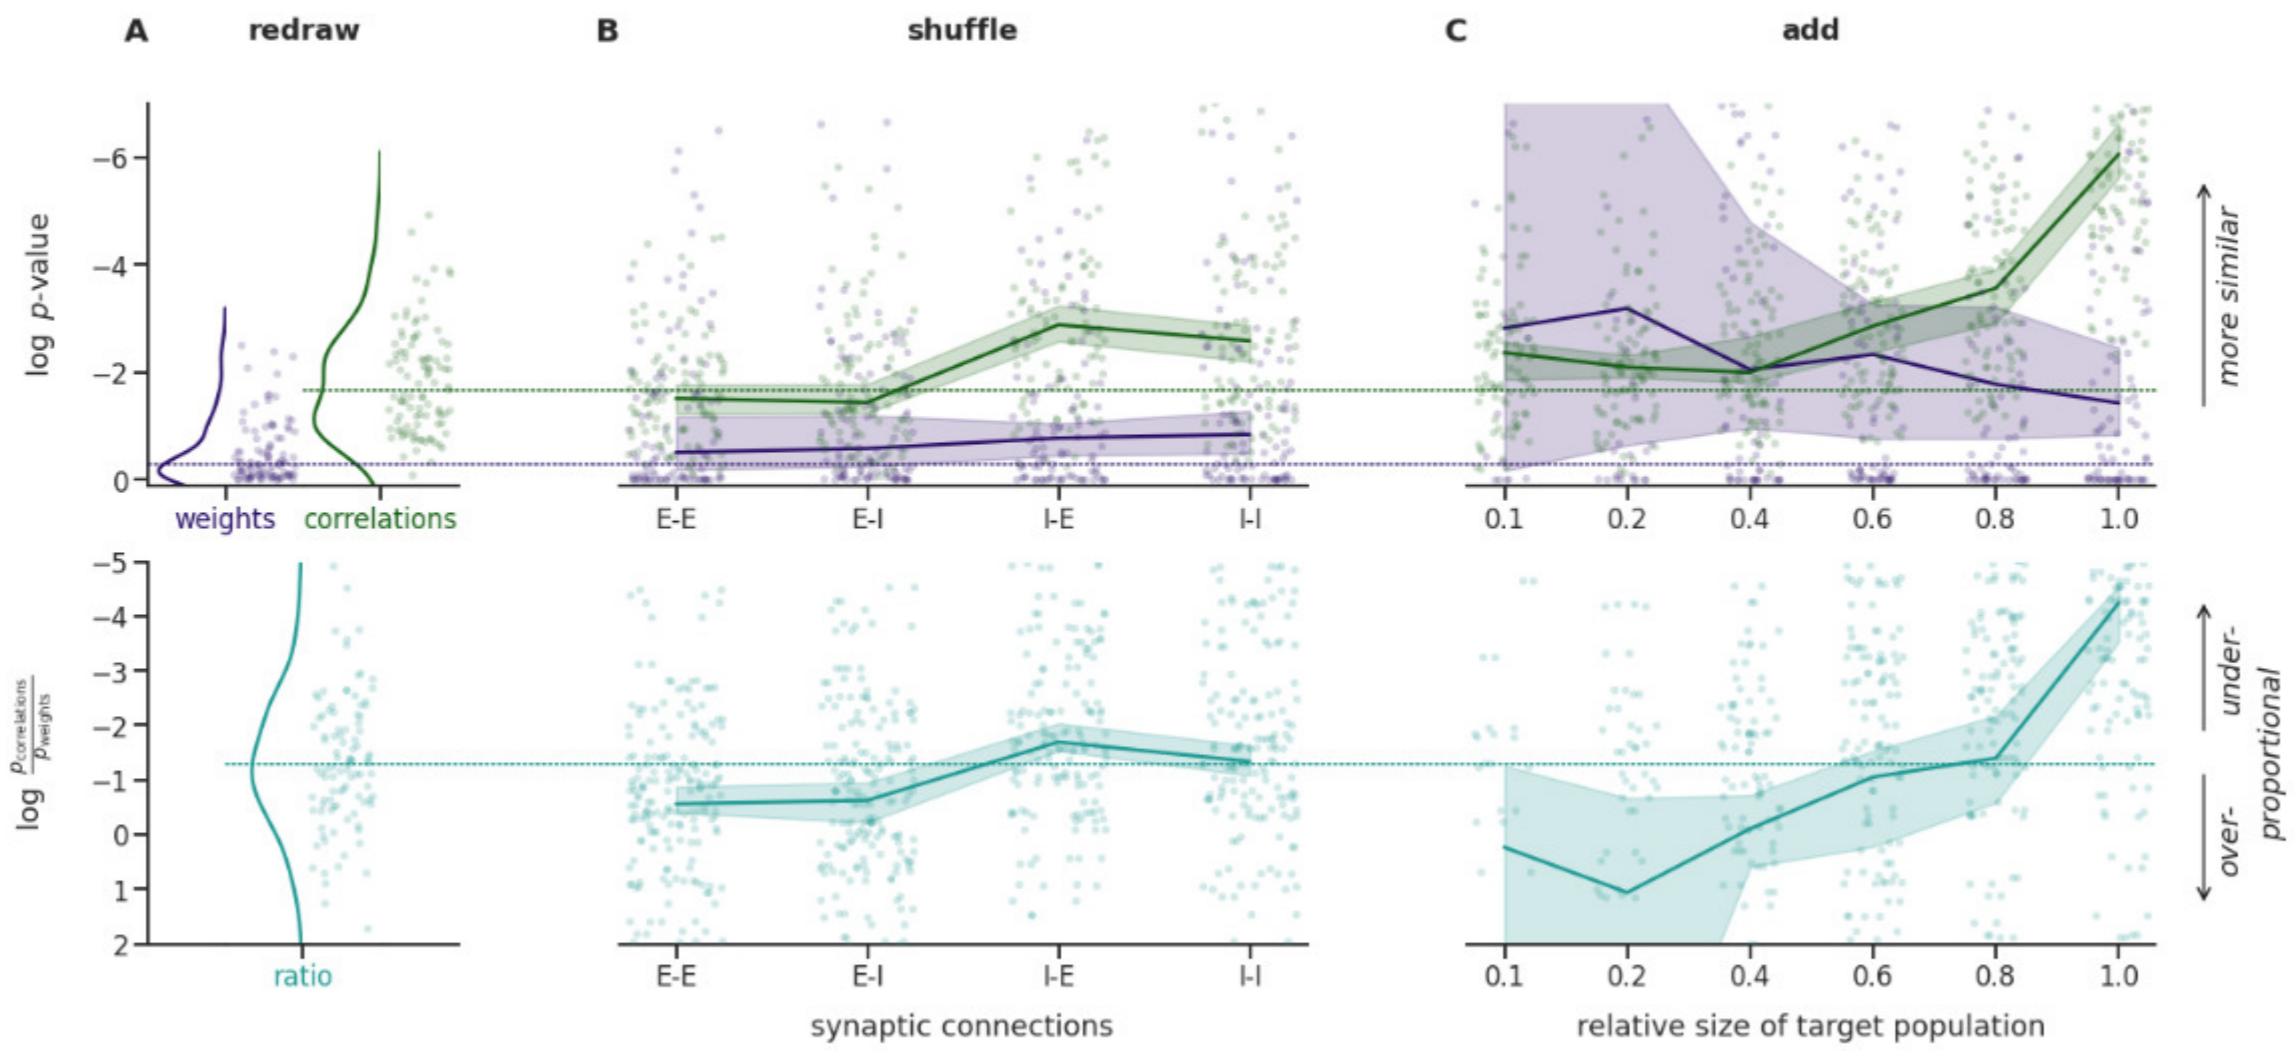 A redraw B shuffle C add
log p-value
−6
−4
−2
0
weights correlations
E-E E-I I-E I-I
0.1 0.2 0.4 0.6 0.8 1.0
more similar
log pcorrelations / pweights
−5
−4
−3
−2
−1
0
1
2
ratio
E-E E-I I-E I-I
synaptic connections
0.1 0.2 0.4 0.6 0.8 1.0
relative size of target population
under-
over-
proportional